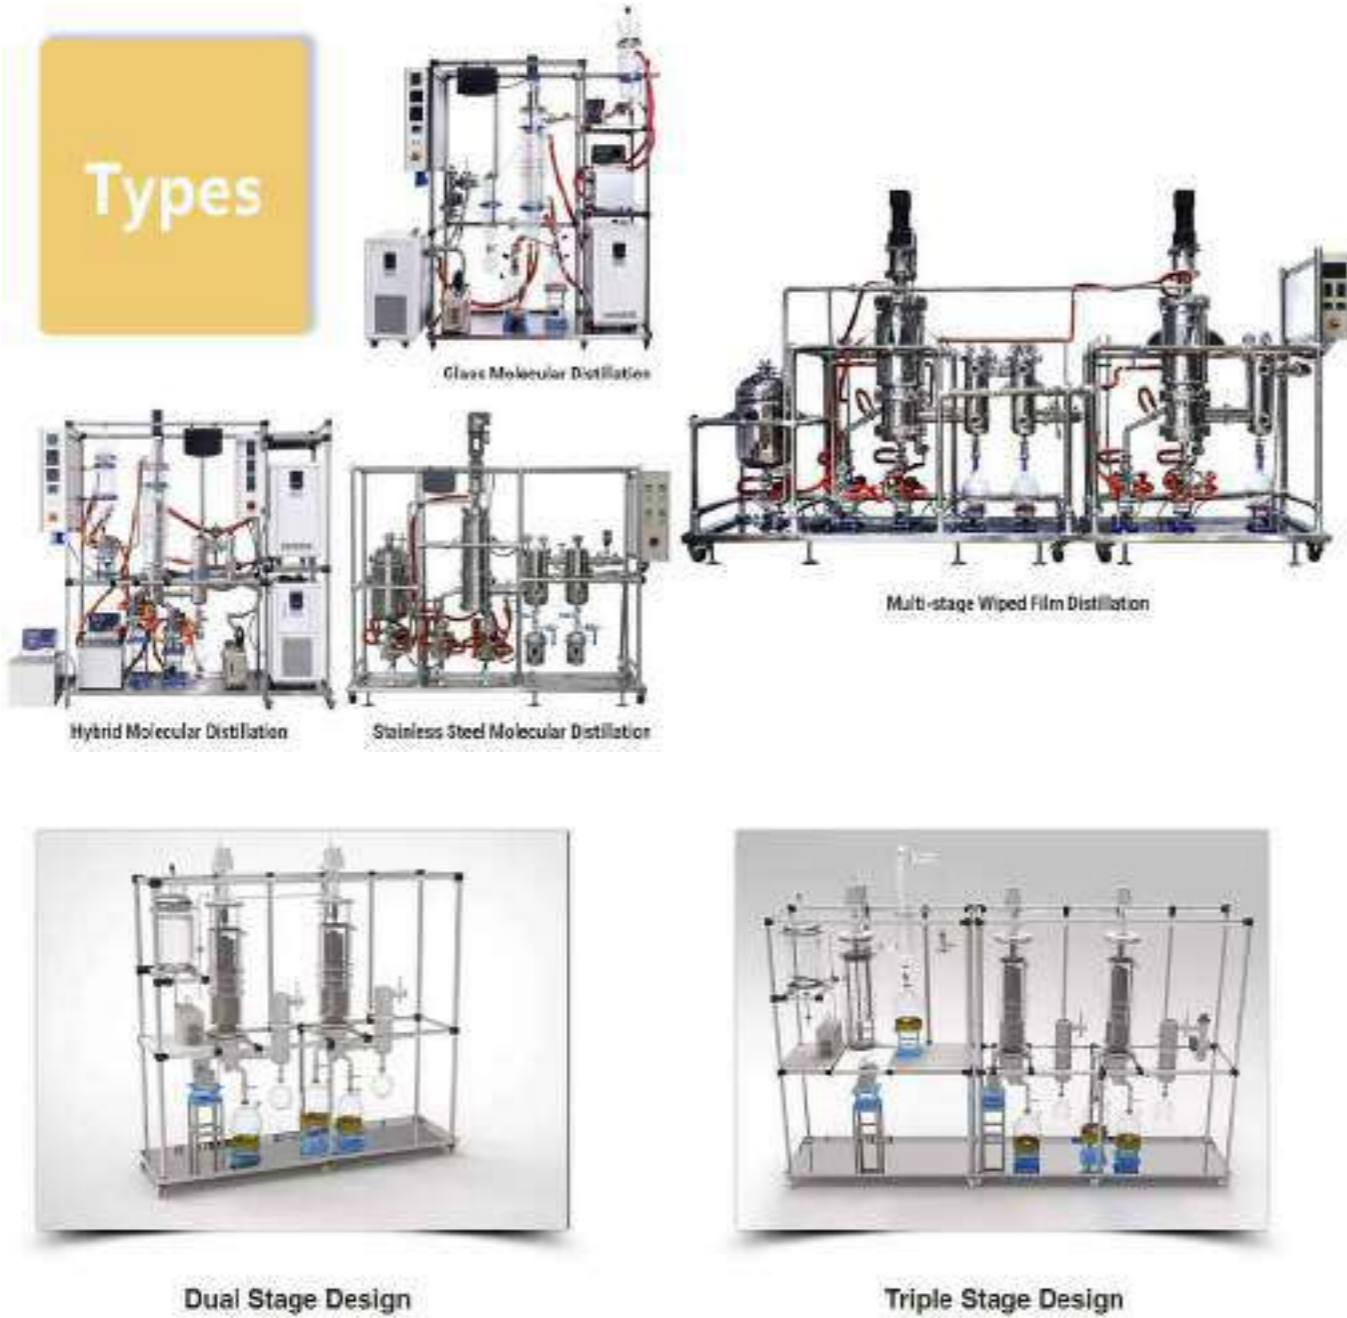 Types
Glass Molecular Distillation
Multi-stage Wiped Film Distillation
Hybrid Molecular Distillation
Stainless Steel Molecular Distillation
Dual Stage Design
Triple Stage Design